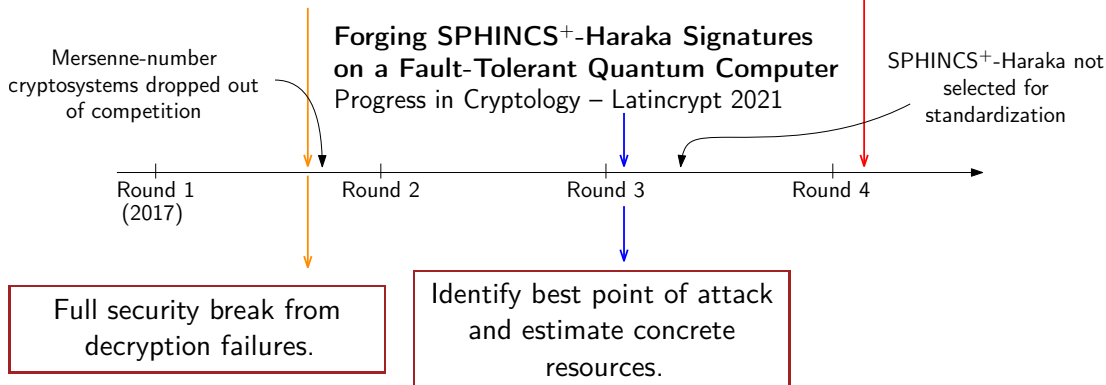 Forging SPHINCS⁺-Haraka Signatures
on a Fault-Tolerant Quantum Computer
Progress in Cryptology – Latincrypt 2021
Mersenne-number
cryptosystems dropped out
of competition
SPHINCS⁺-Haraka not
selected for
standardization
Round 1
(2017)
Round 2
Round 3
Round 4
Full security break from
decryption failures.
Identify best point of attack
and estimate concrete
resources.